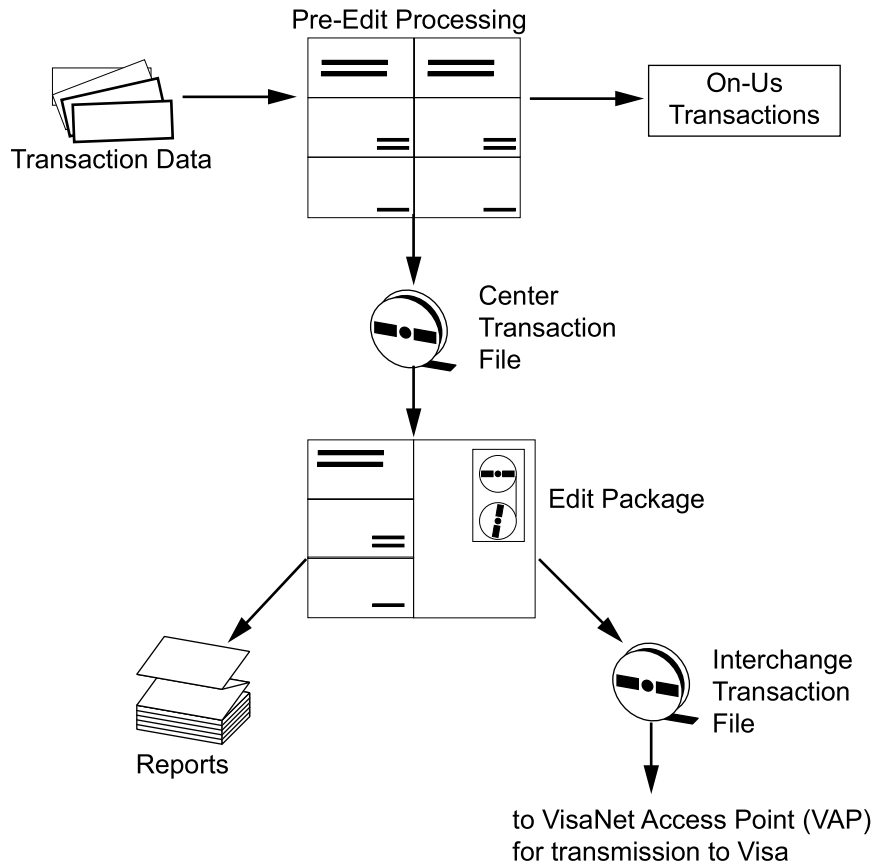 Pre-Edit Processing
On-Us
Transactions
Transaction Data
Center
Transaction
File
Edit Package
Interchange
Transaction
File
Reports
to VisaNet Access Point (VAP)
for transmission to Visa